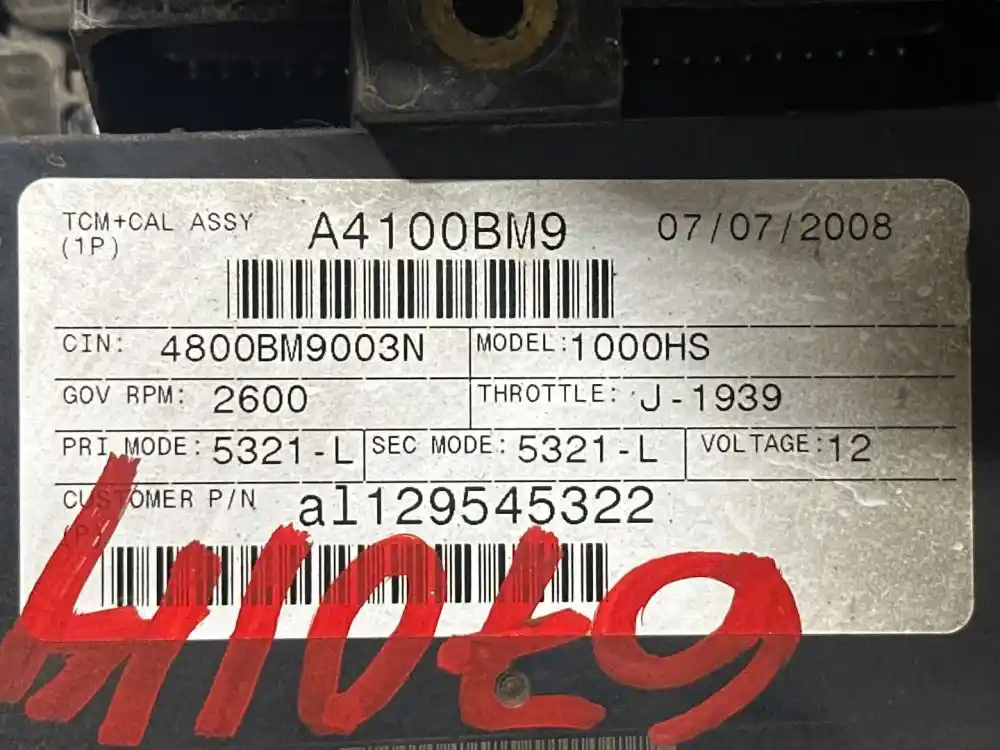 TCM+CAL ASSY A4100BM9 07/07/2008
(1P)
CIN: 4800BM9003N MODEL: 1000HS
GOV RPM: 2600 THROTTLE: J-1939
PRI MODE: 5321-L SEC MODE: 5321-L VOLTAGE: 12
CUSTOMER P/N al129545322
(P)